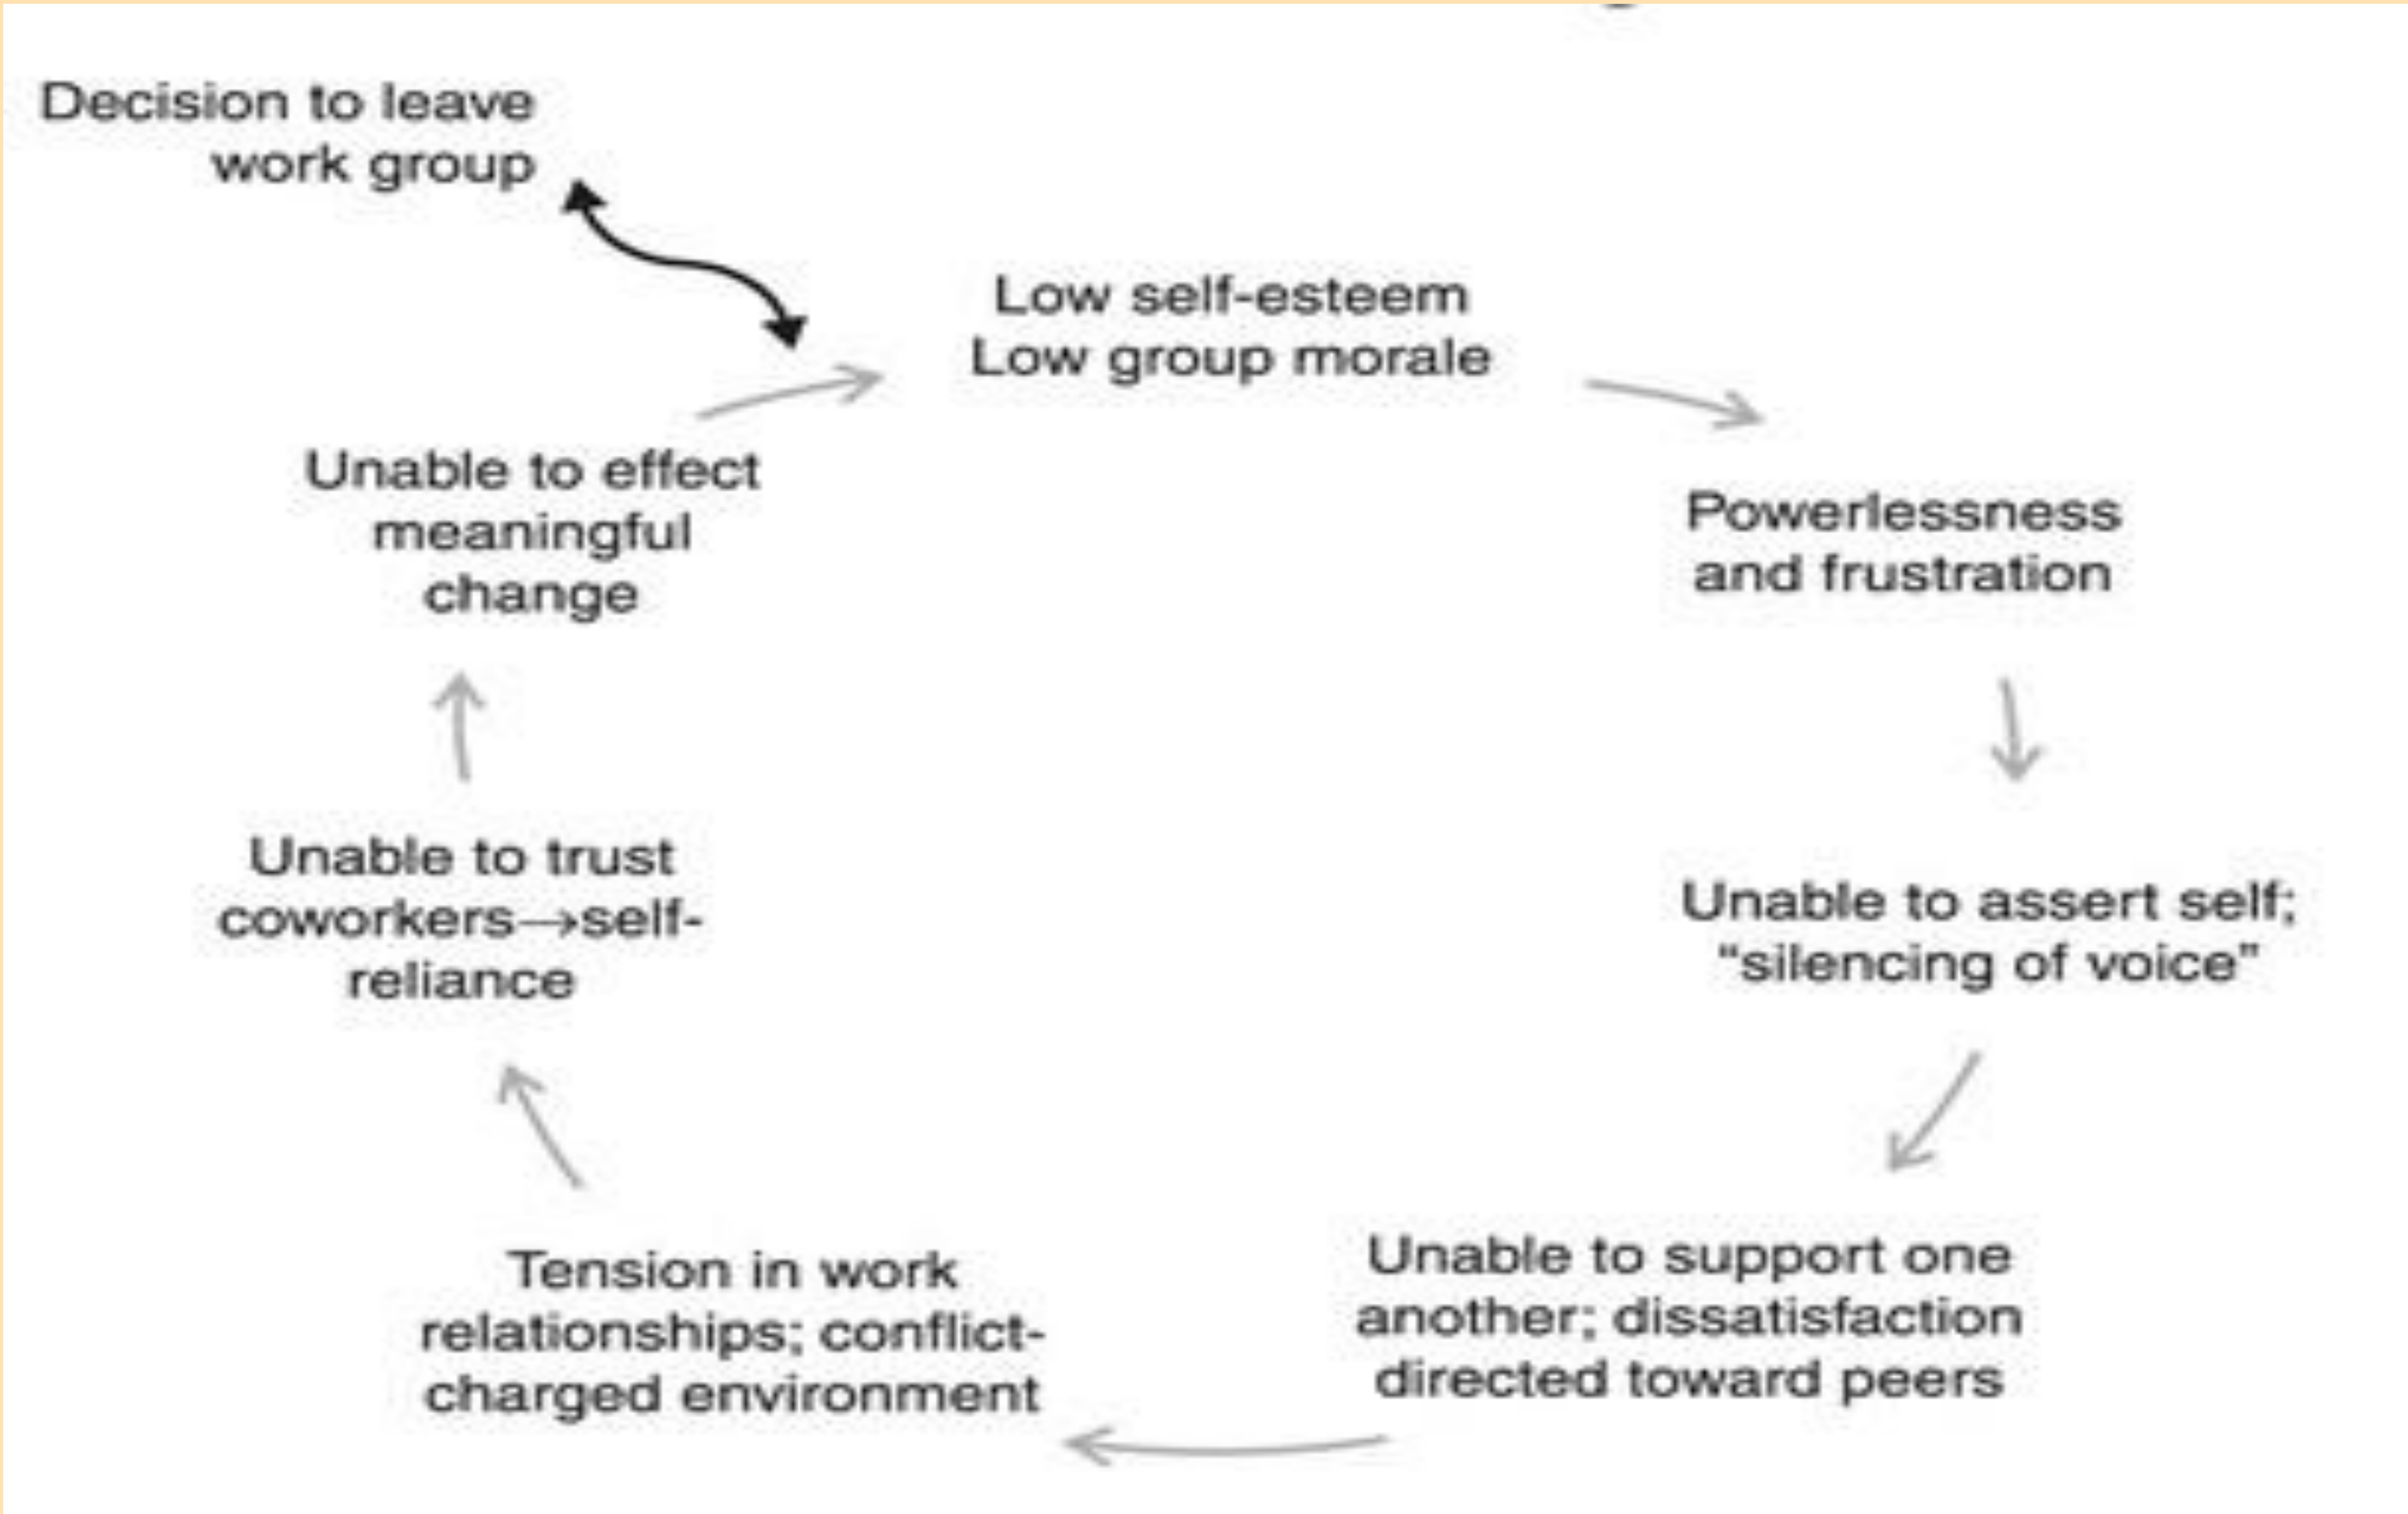 Decision to leave
work group
Low self-esteem
Low group morale
Powerlessness
and frustration
Unable to assert self;
“silencing of voice”
Unable to support one
another; dissatisfaction
directed toward peers
Tension in work
relationships; conflict-
charged environment
Unable to trust
coworkers→self-
reliance
Unable to effect
meaningful
change